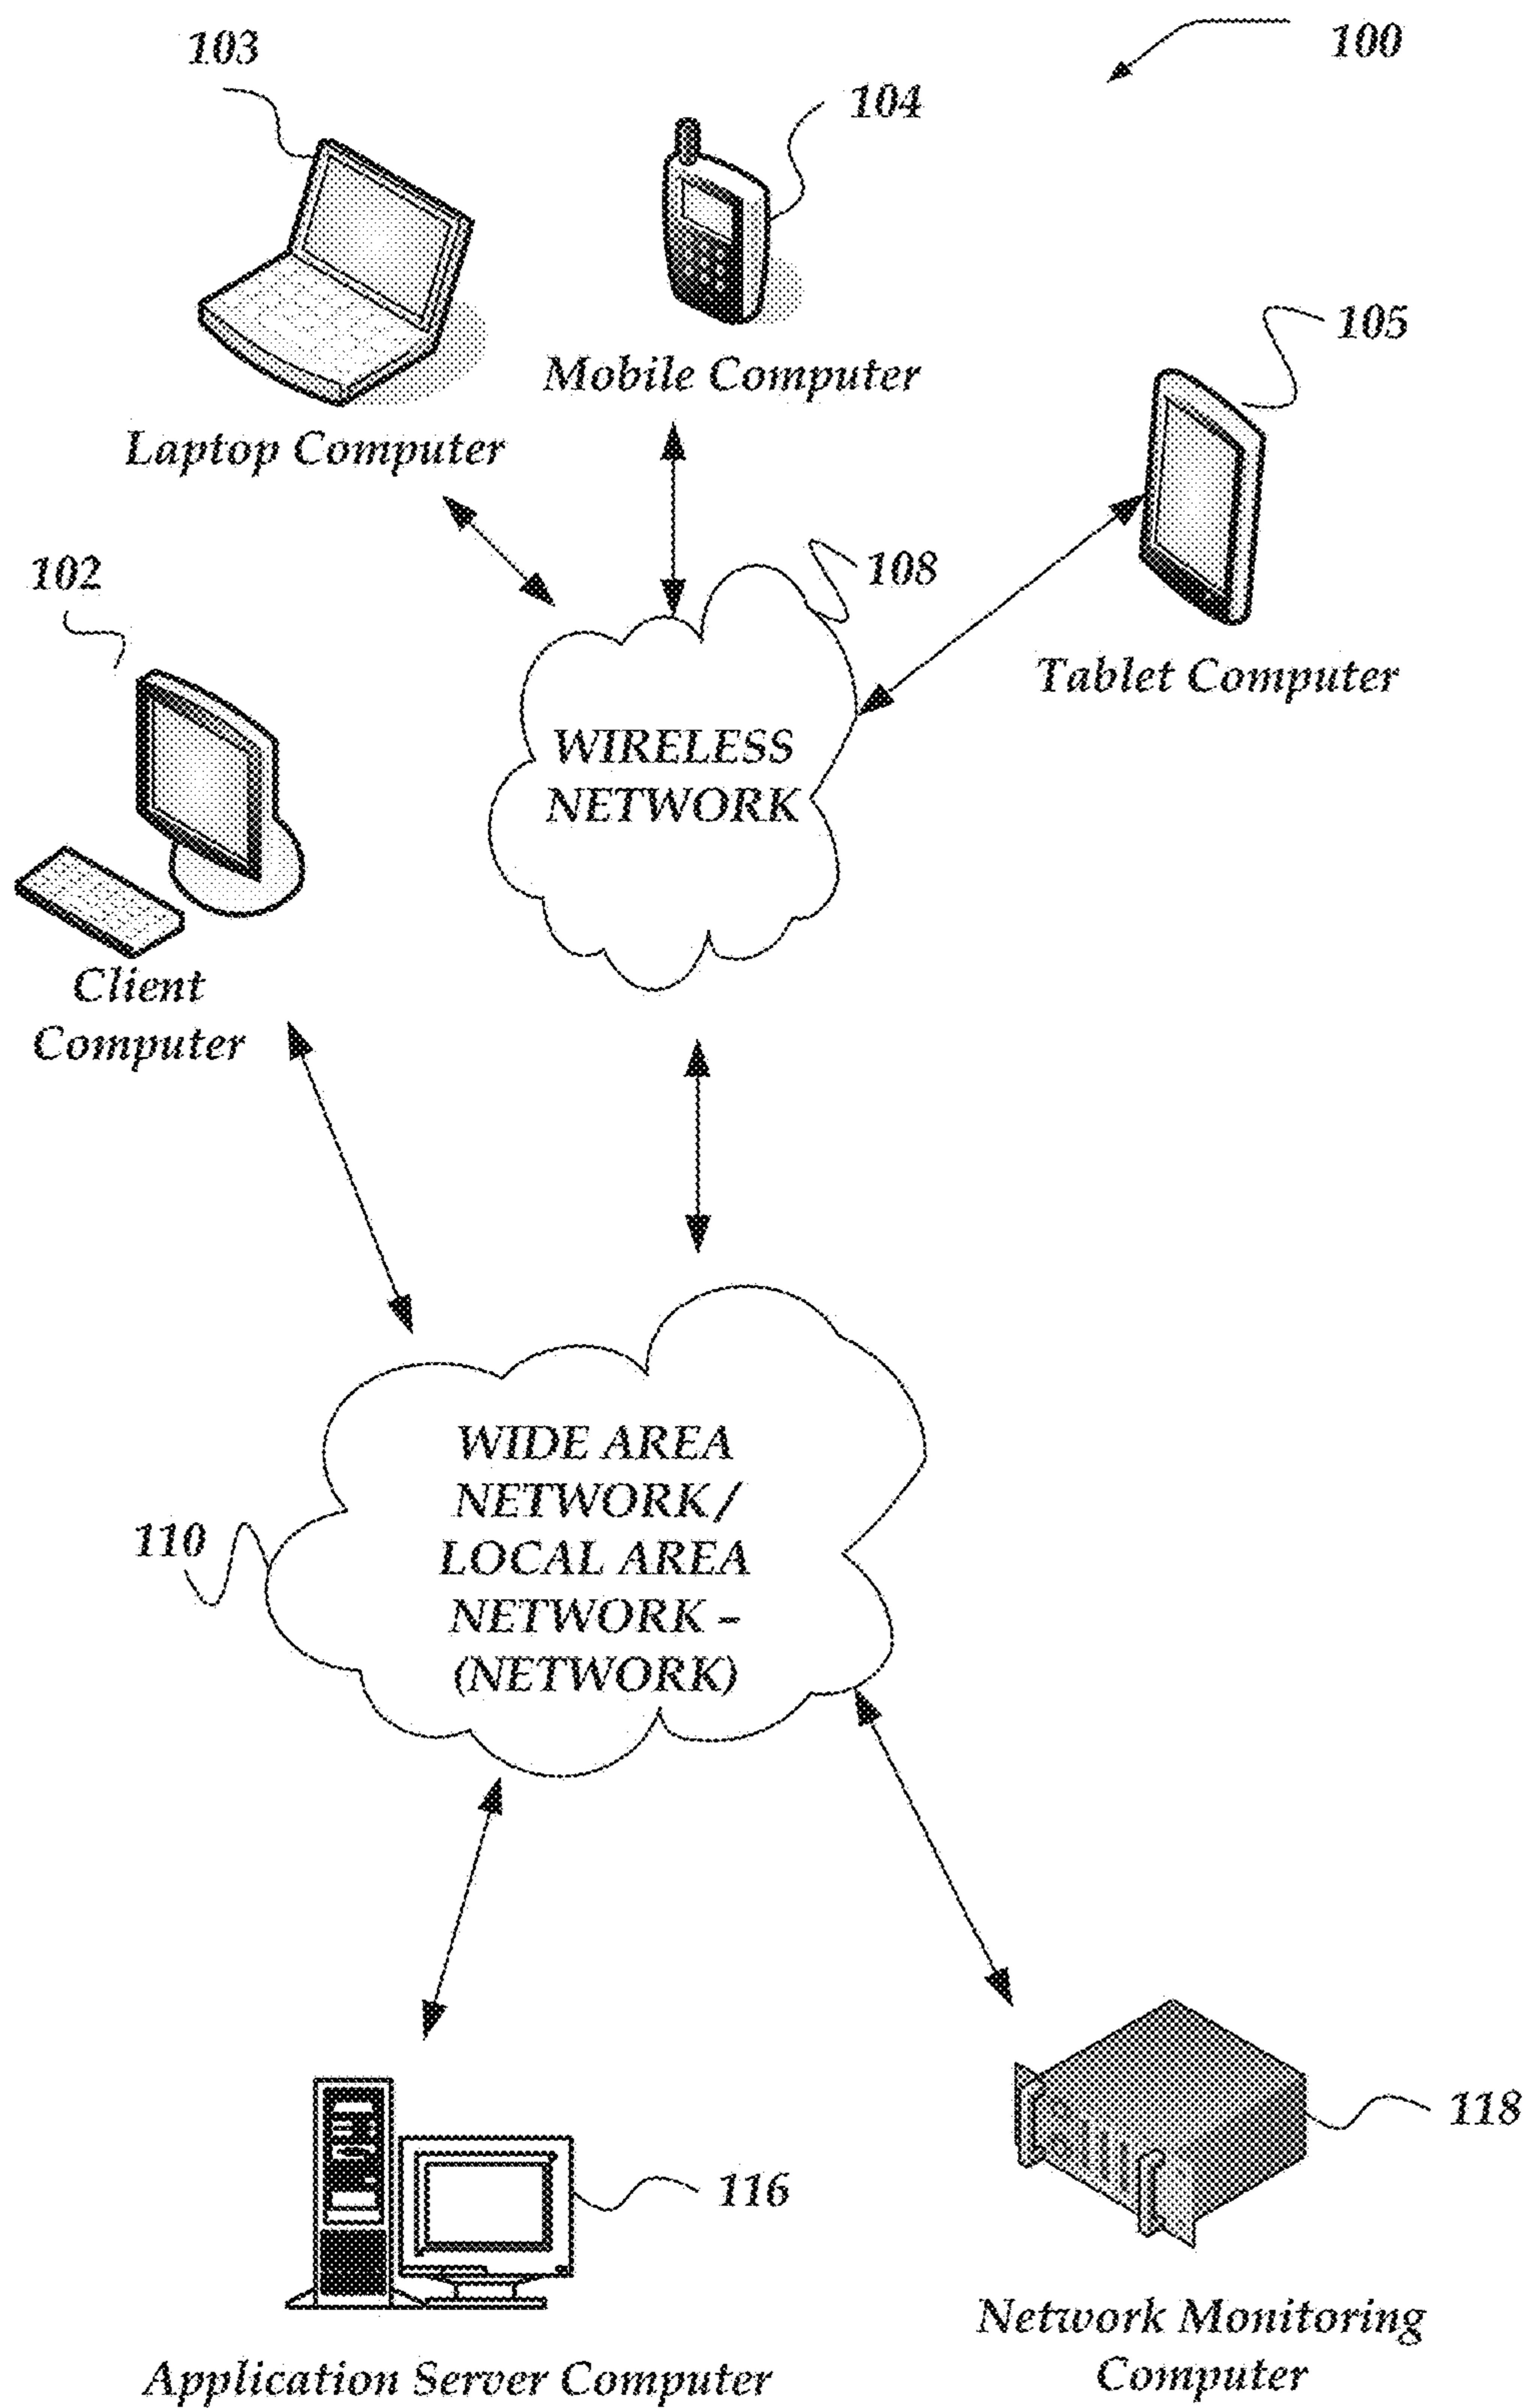 103
100
104
Mobile Computer
105
Laptop Computer
102
108
Tablet Computer
WIRELESS
NETWORK
Client
Computer
WIDE AREA
NETWORK /
LOCAL AREA
NETWORK –
(NETWORK)
110
118
116
Network Monitoring
Computer
Application Server Computer